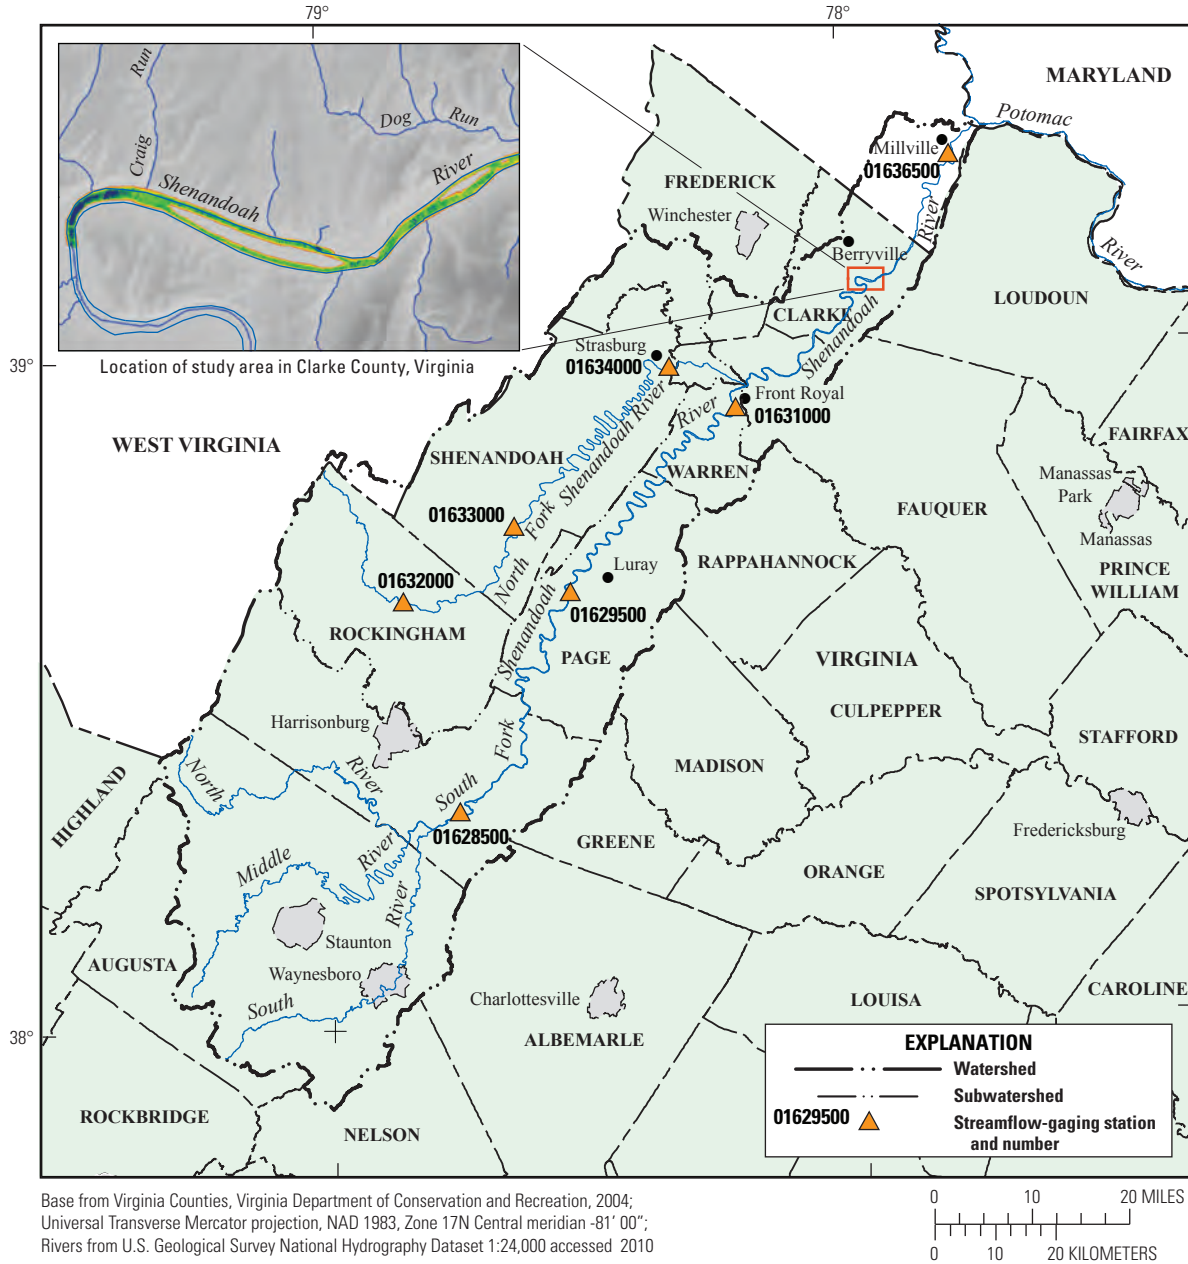 79°
78°
Run
Craig
Dog
Run
Shenandoah
River
Location of study area in Clarke County, Virginia
MARYLAND
Potomac
River
Millville
01636500
River
FREDERICK
Winchester
Berryville
LOUDOUN
CLARKE
Shenandoah
39°
Strasburg
01634000
Front Royal
01631000
River
WEST VIRGINIA
SHENANDOAH
North Fork Shenandoah River
WARREN
FAIRFAX
Manassas
Park
Manassas
FAUQUER
PRINCE
WILLIAM
01633000
RAPPAHANNOCK
Luray
01632000
01629500
ROCKINGHAM
Shenandoah
PAGE
VIRGINIA
CULPEPPER
STAFFORD
Harrisonburg
Fork
MADISON
HIGHLAND
North
River
South
01628500
GREENE
Fredericksburg
ORANGE
SPOTSYLVANIA
Middle
River
River
Staunton
AUGUSTA
Waynesboro
South
Charlottesville
LOUISA
CAROLINE
38°
ALBEMARLE
ROCKBRIDGE
NELSON
EXPLANATION
Watershed
Subwatershed
01629500
Streamflow-gaging station
and number
Base from Virginia Counties, Virginia Department of Conservation and Recreation, 2004;
Universal Transverse Mercator projection, NAD 1983, Zone 17N Central meridian -81' 00";
Rivers from U.S. Geological Survey National Hydrography Dataset 1:24,000 accessed 2010
0 10 20 MILES
0 10 20 KILOMETERS